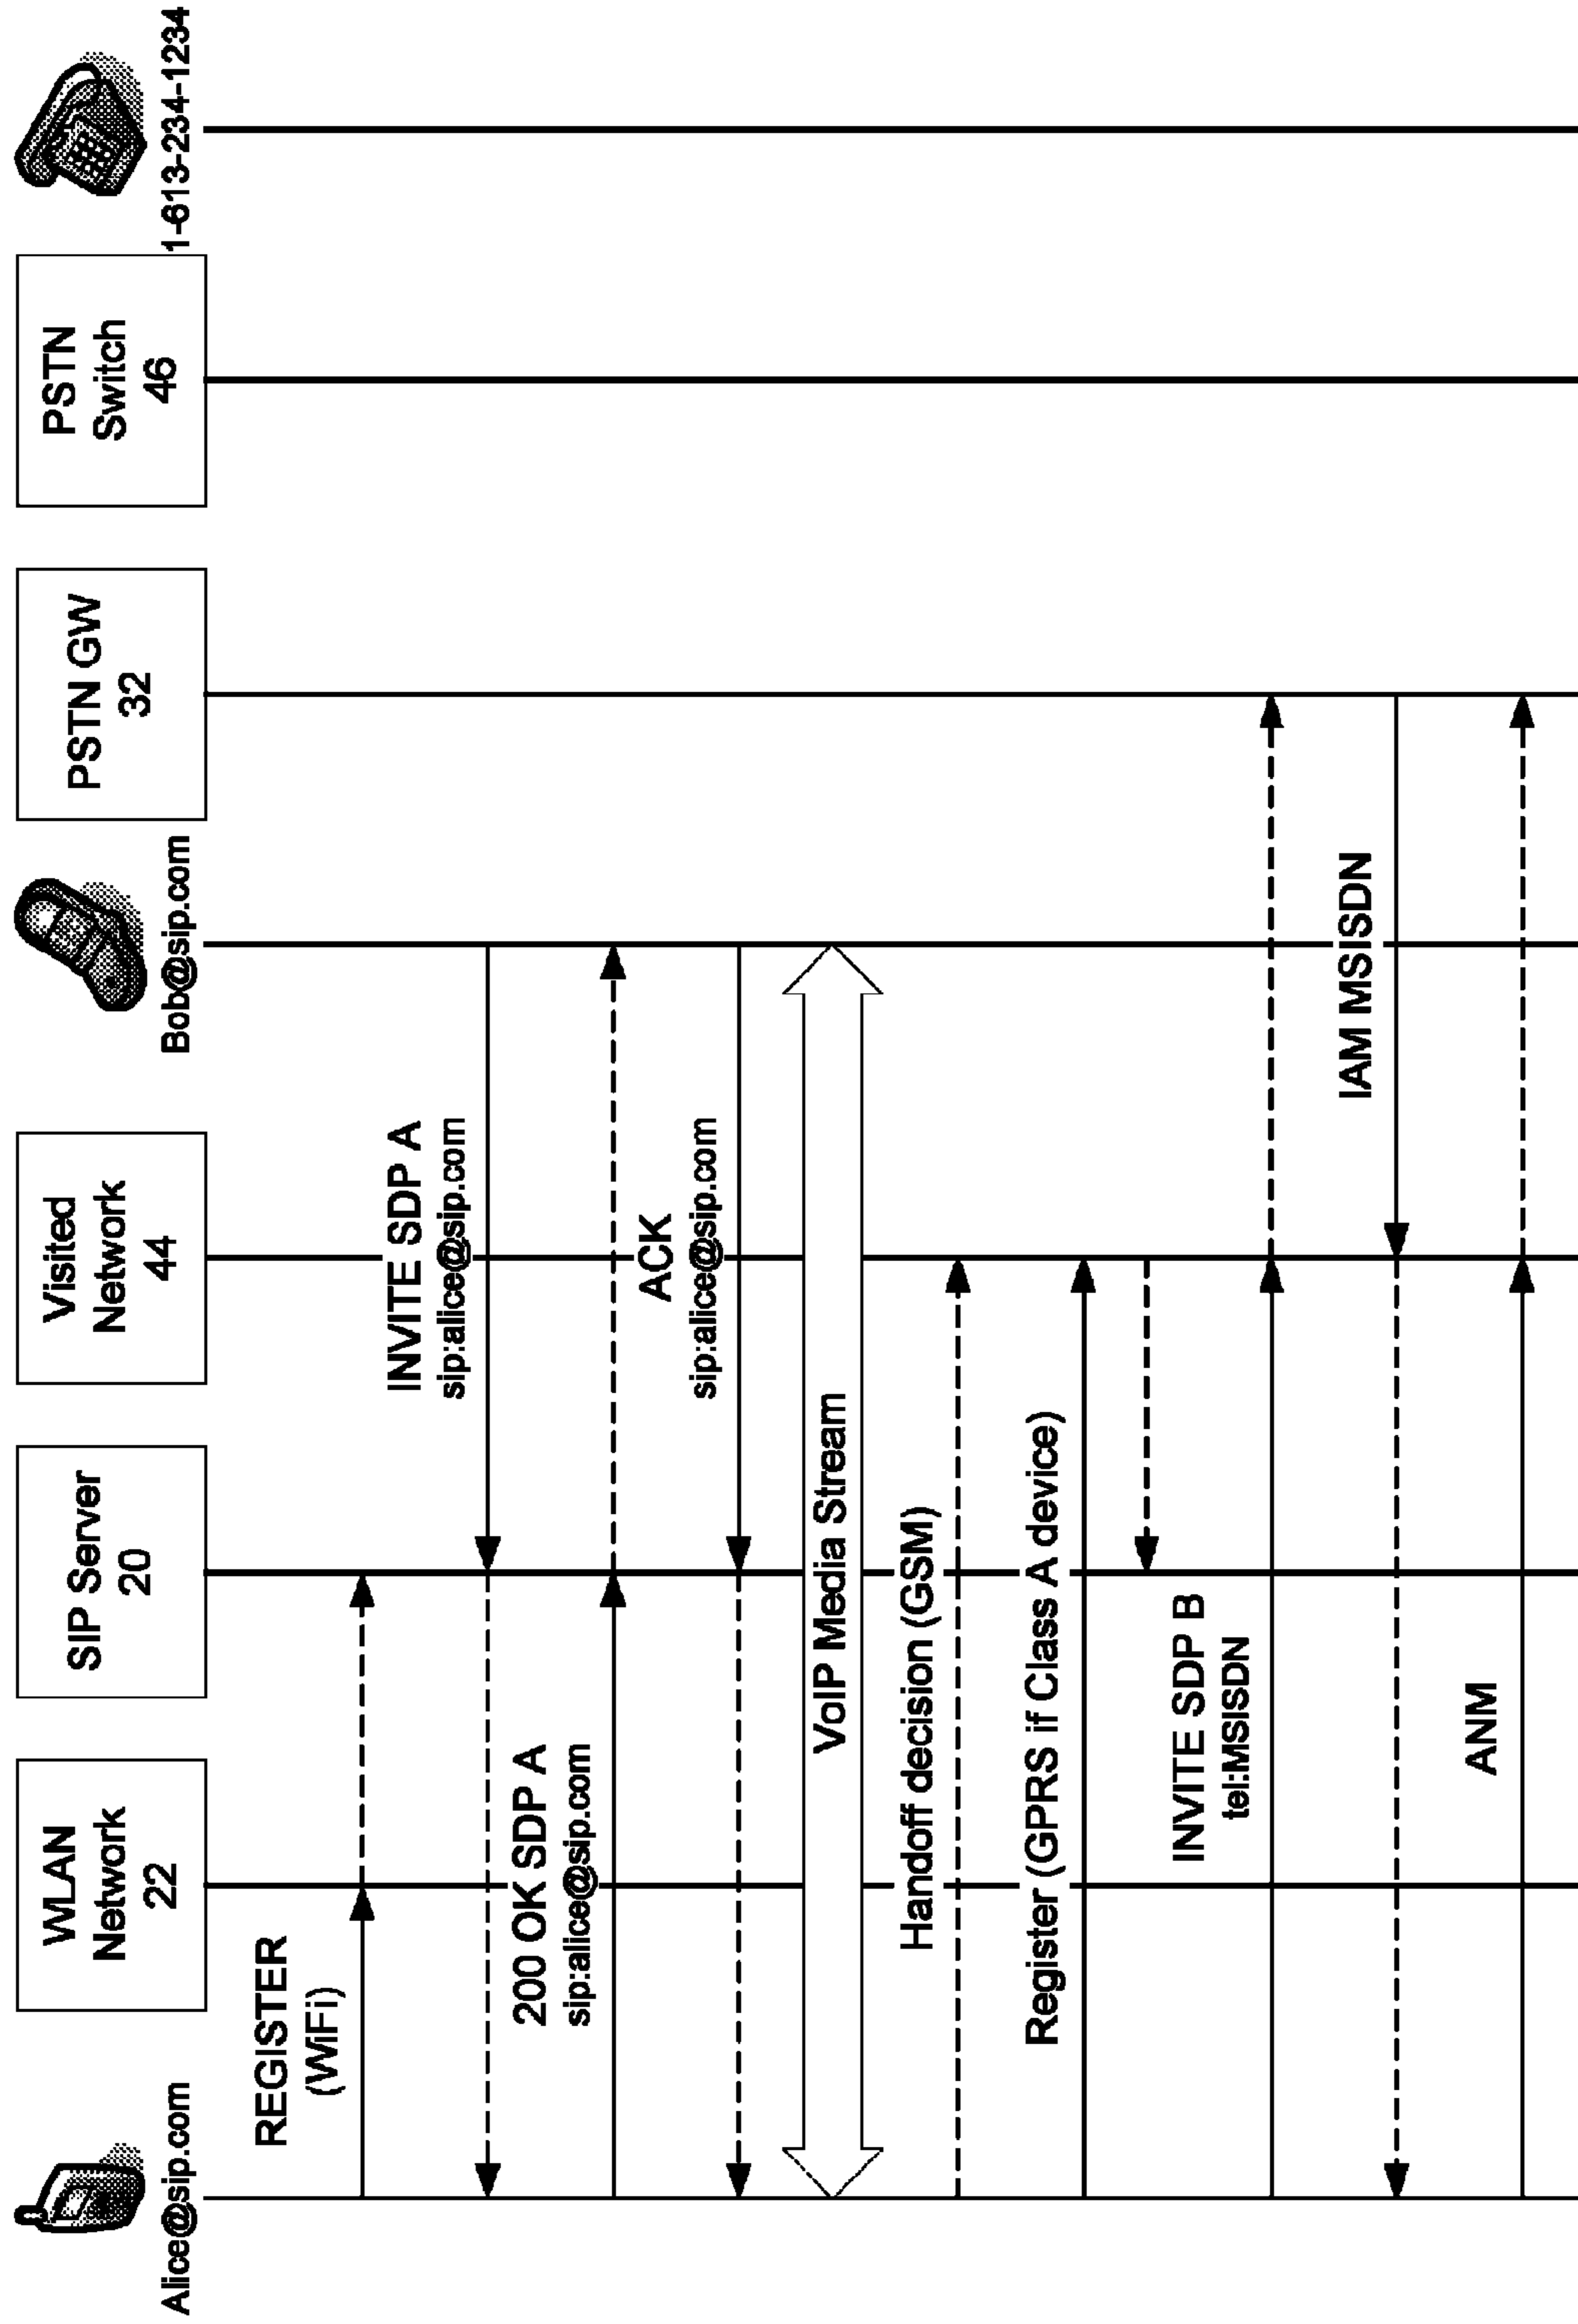 Alice@sip.com
WLAN
Network
22
SIP Server
20
Visited
Network
44
Bob@sip.com
PSTN GW
32
PSTN
Switch
46
1-613-234-1234
REGISTER
(WiFi)
INVITE SDP A
sip:alice@sip.com
200 OK SDP A
sip:alice@sip.com
ACK
sip:alice@sip.com
VoIP Media Stream
Handoff decision (GSM)
Register (GPRS if Class A device)
INVITE SDP B
tel:MSISDN
IAM MSISDN
ANM